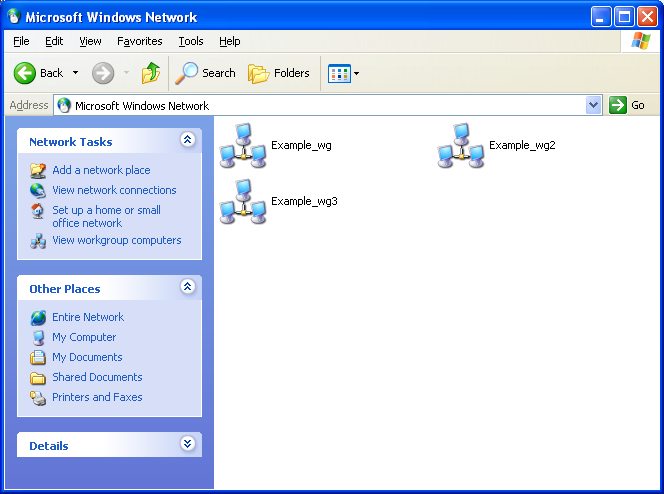 Microsoft Windows Network
File Edit View Favorites Tools Help
Back Search Folders
Address Microsoft Windows Network Go
Network Tasks
Add a network place
View network connections
Set up a home or small
office network
View workgroup computers
Other Places
Entire Network
My Computer
My Documents
Shared Documents
Printers and Faxes
Details
Example_wg Example_wg2
Example_wg3